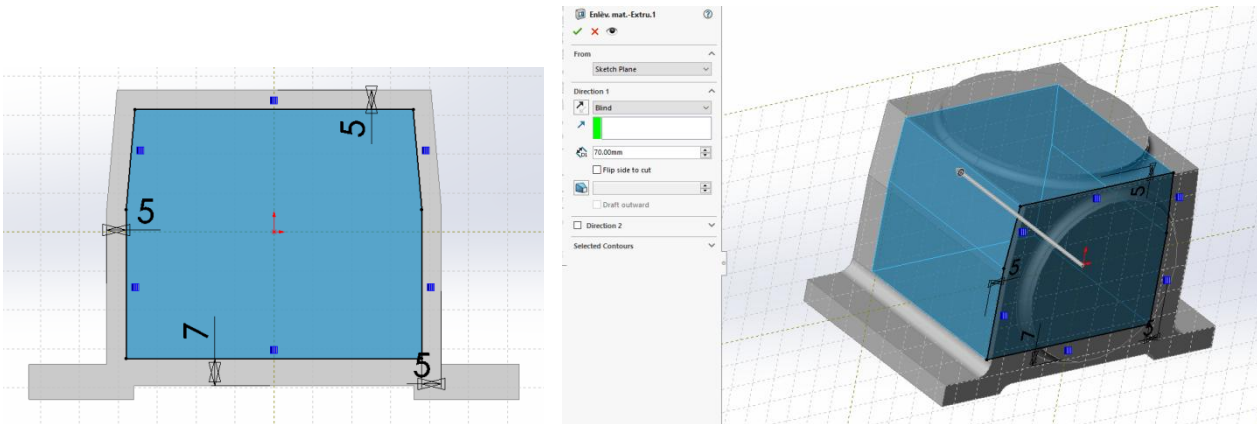 5
5
7
5
Enlèv. mat.-Extru.1
From
Sketch Plane
Direction 1
Blind
D1
70.00mm
Flip side to cut
Draft outward
Direction 2
Selected Contours
5
5
7
5